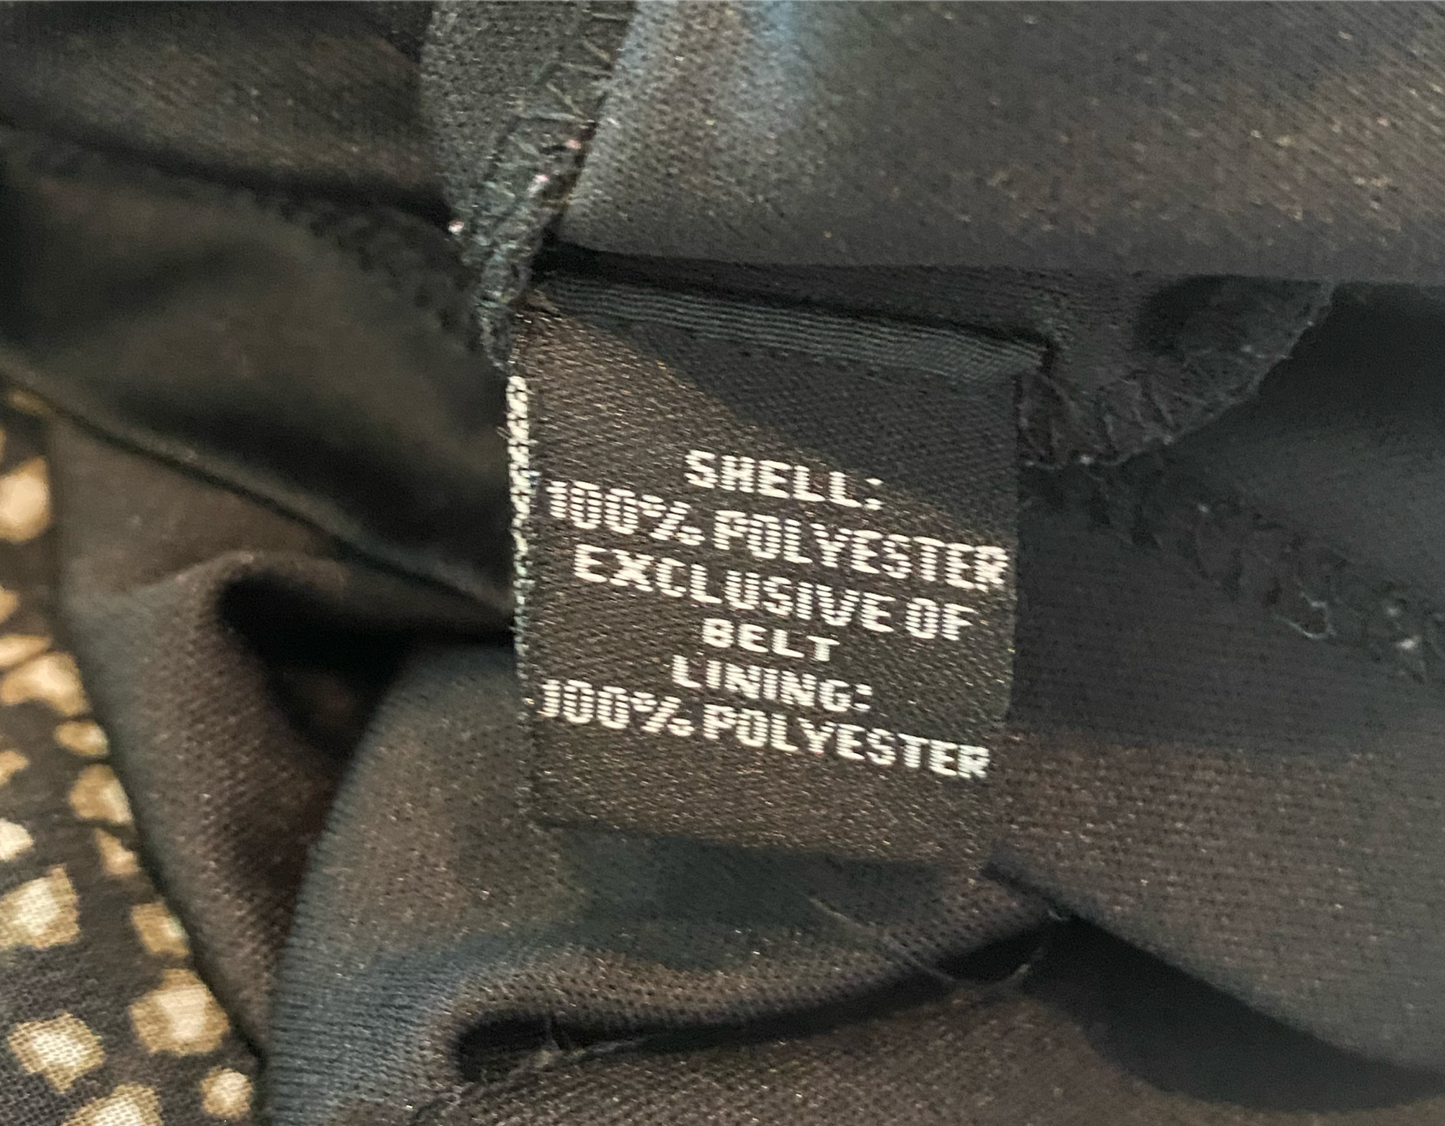 SHELL:
100% POLYESTER
EXCLUSIVE OF
BELT
LINING:
100% POLYESTER